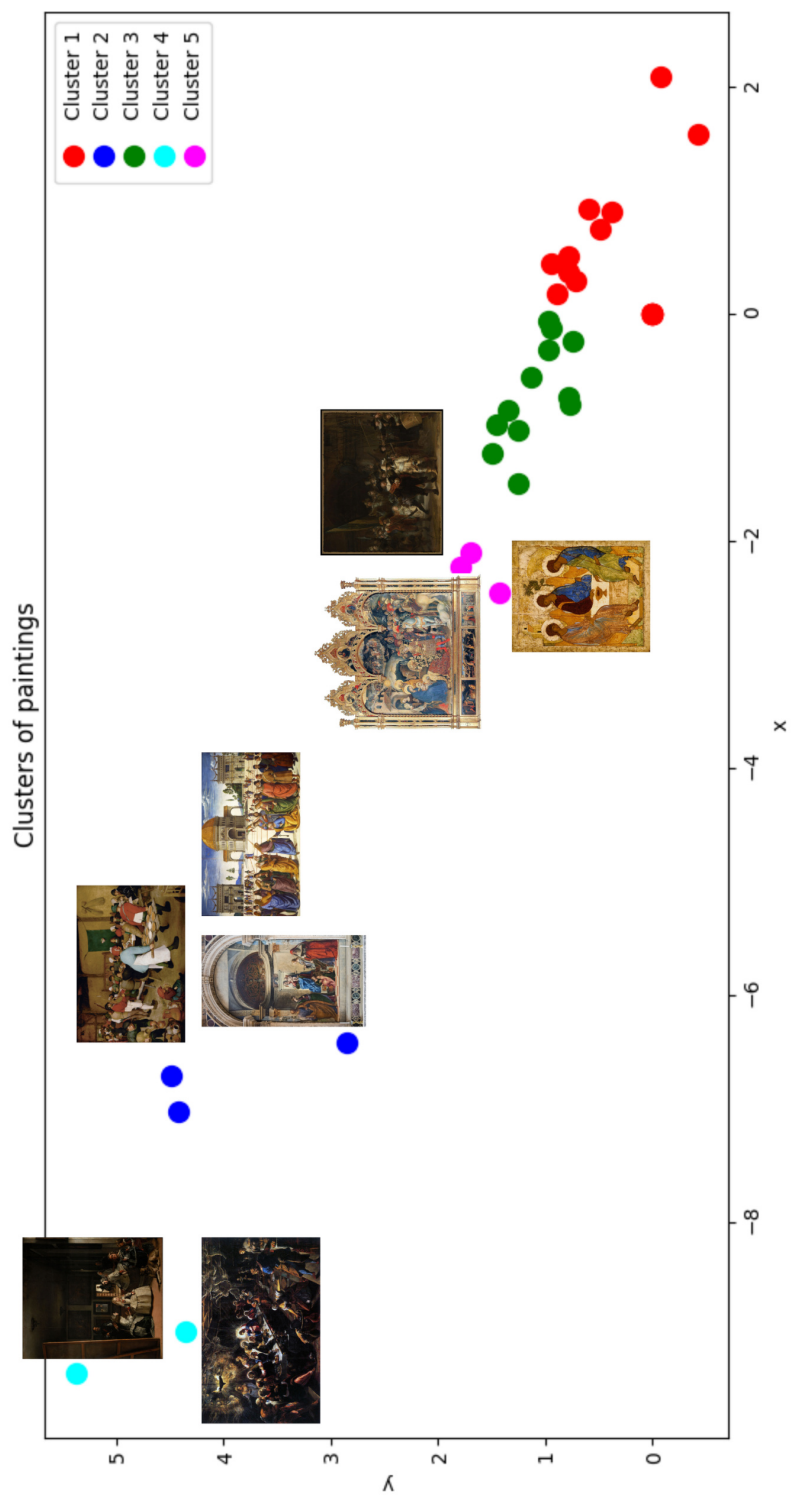 Clusters of paintings
Cluster 1
Cluster 2
Cluster 3
Cluster 4
Cluster 5
y
5
4
3
2
1
0
−8
−6
−4
−2
0
2
x